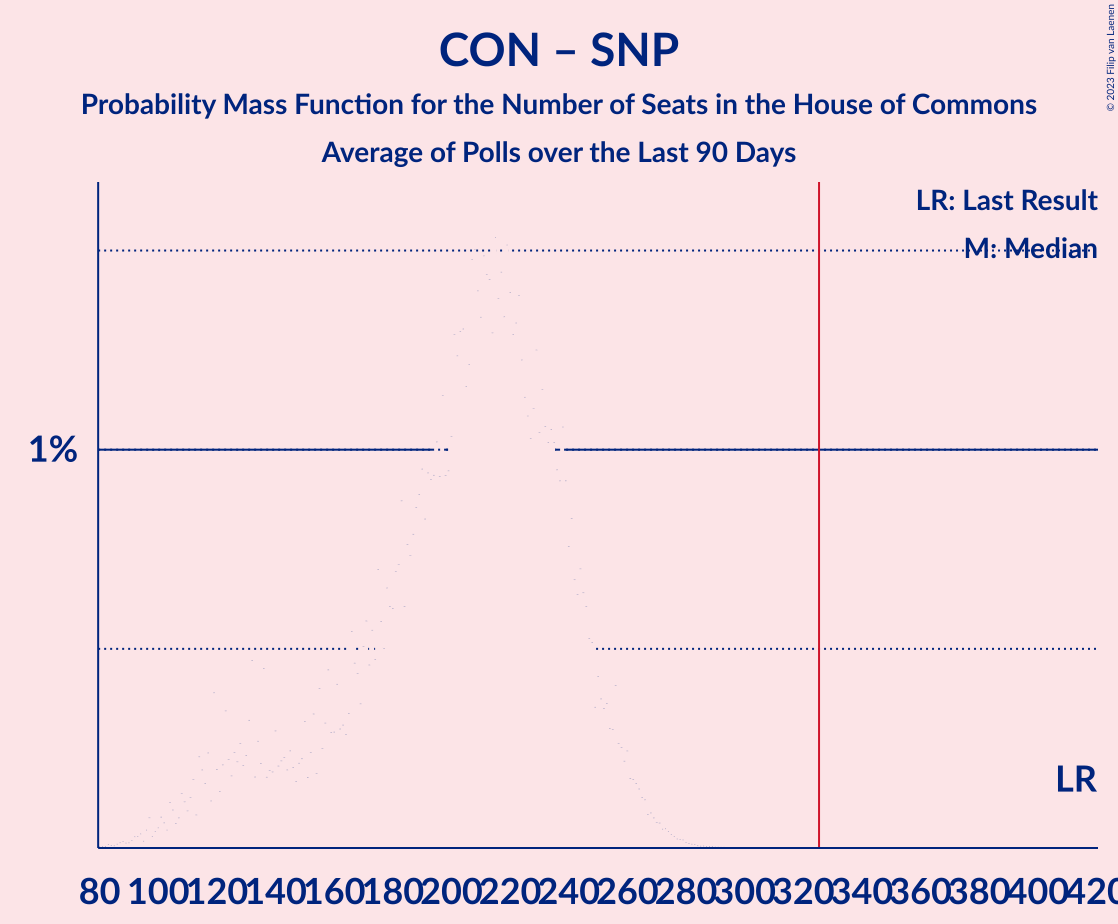 CON – SNP
Probability Mass Function for the Number of Seats in the House of Commons
Average of Polls over the Last 90 Days
© 2023 Filip van Laenen
LR: Last Result
M: Median
1%
LR
80 100 120 140 160 180 200 220 240 260 280 300 320 340 360 380 400 420